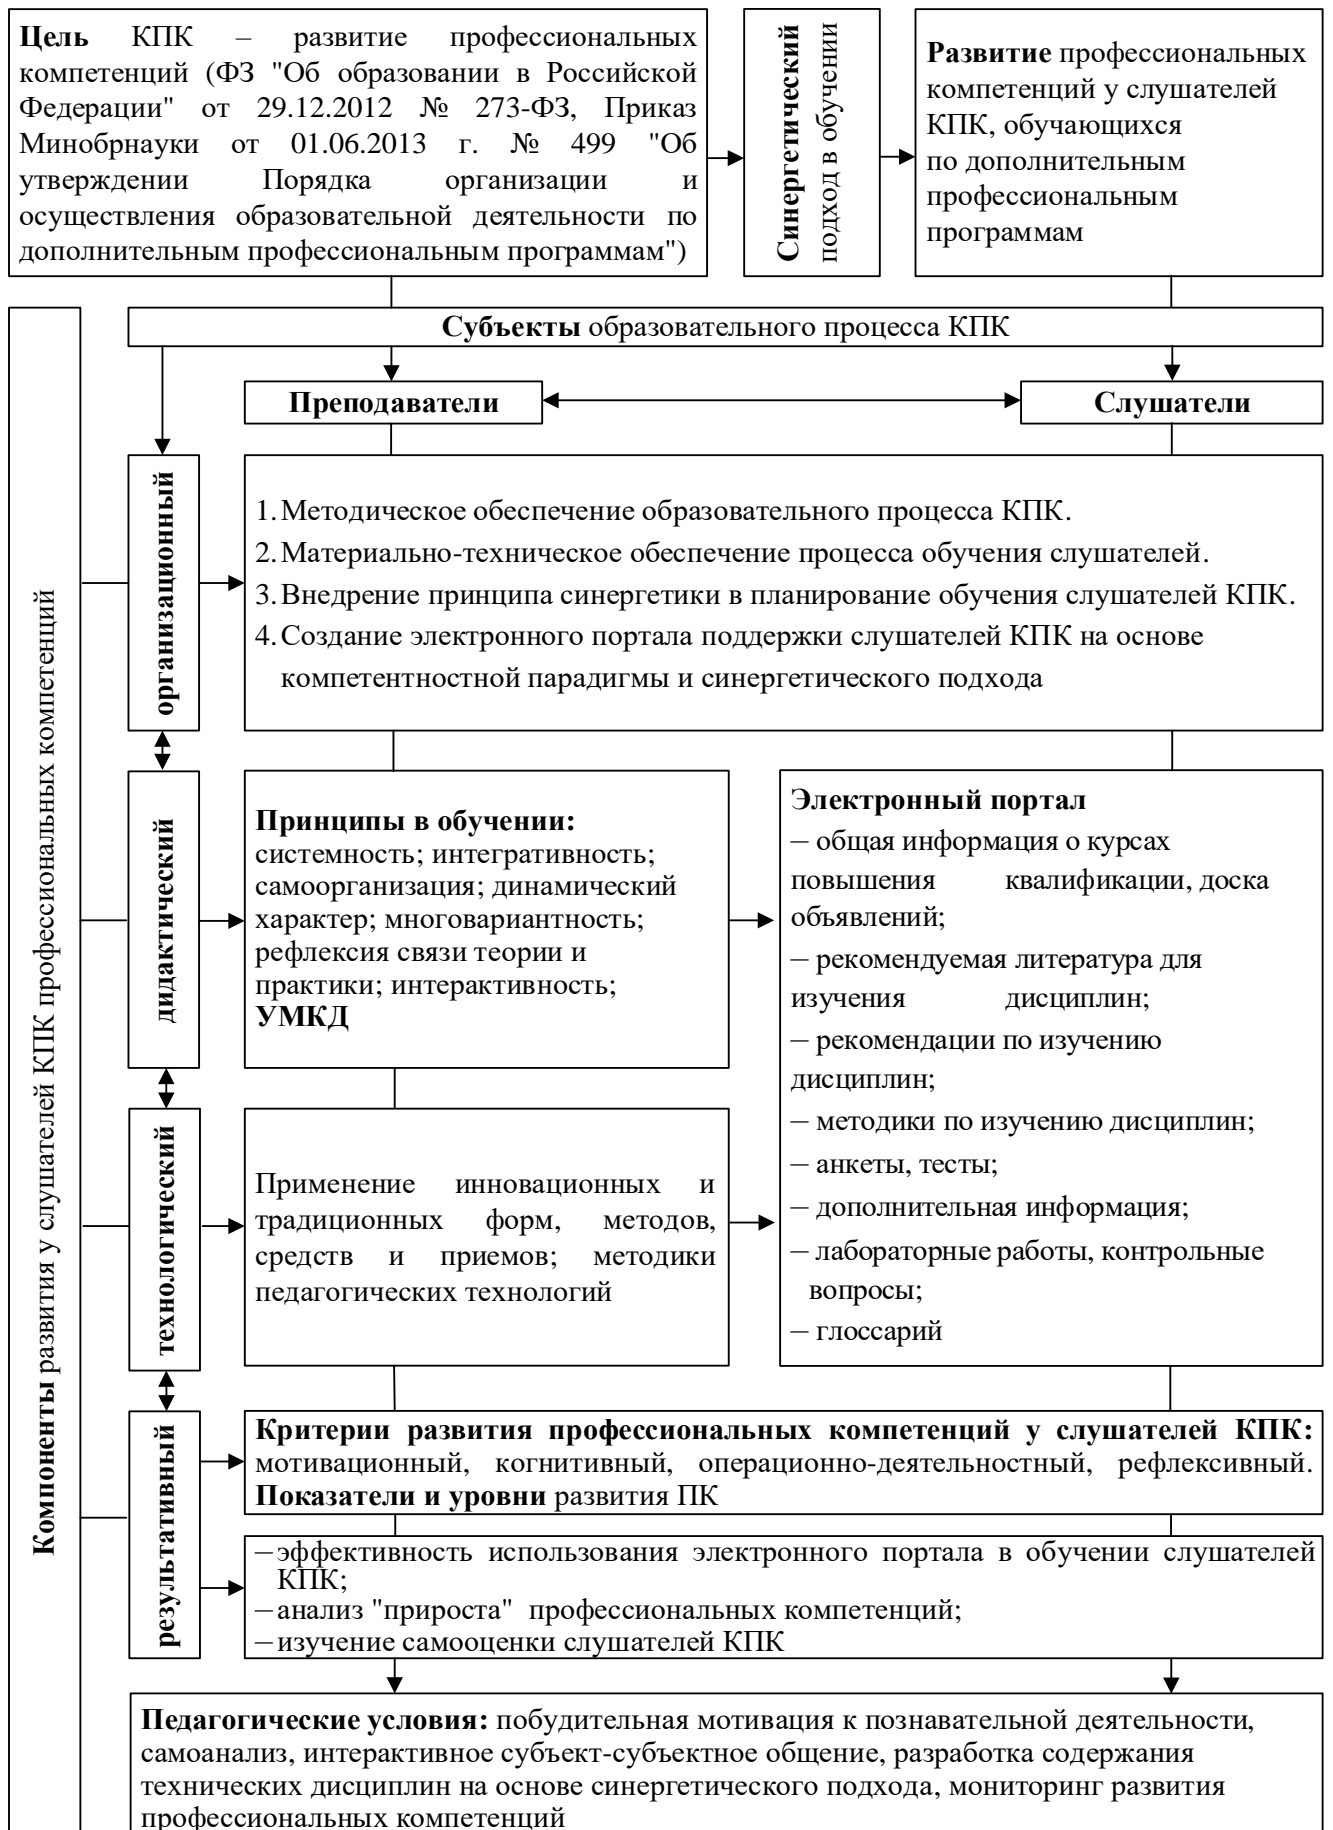 Цель КПК – развитие профессиональных
компетенций (ФЗ "Об образовании в Российской
Федерации" от 29.12.2012 № 273-ФЗ, Приказ
Минобрнауки от 01.06.2013 г. № 499 "Об
утверждении Порядка организации и
осуществления образовательной деятельности по
дополнительным профессиональным программам")
Синергетический
подход в обучении
Развитие профессиональных
компетенций у слушателей
КПК, обучающихся
по дополнительным
профессиональным
программам
Субъекты образовательного процесса КПК
Преподаватели
Слушатели
Компоненты развития у слушателей КПК профессиональных компетенций
организационный
1. Методическое обеспечение образовательного процесса КПК.
2. Материально-техническое обеспечение процесса обучения слушателей.
3. Внедрение принципа синергетики в планирование обучения слушателей КПК.
4. Создание электронного портала поддержки слушателей КПК на основе
компетентностной парадигмы и синергетического подхода
дидактический
Принципы в обучении:
системность; интегративность;
самоорганизация; динамический
характер; многовариантность;
рефлексия связи теории и
практики; интерактивность;
УМКД
Электронный портал
– общая информация о курсах
повышения квалификации, доска
объявлений;
– рекомендуемая литература для
изучения дисциплин;
– рекомендации по изучению
дисциплин;
– методики по изучению дисциплин;
– анкеты, тесты;
– дополнительная информация;
– лабораторные работы, контрольные
вопросы;
– глоссарий
технологический
Применение инновационных и
традиционных форм, методов,
средств и приемов; методики
педагогических технологий
результативный
Критерии развития профессиональных компетенций у слушателей КПК:
мотивационный, когнитивный, операционно-деятельностный, рефлексивный.
Показатели и уровни развития ПК
– эффективность использования электронного портала в обучении слушателей
КПК;
– анализ "прироста" профессиональных компетенций;
– изучение самооценки слушателей КПК
Педагогические условия: побудительная мотивация к познавательной деятельности,
самоанализ, интерактивное субъект-субъектное общение, разработка содержания
технических дисциплин на основе синергетического подхода, мониторинг развития
профессиональных компетенций